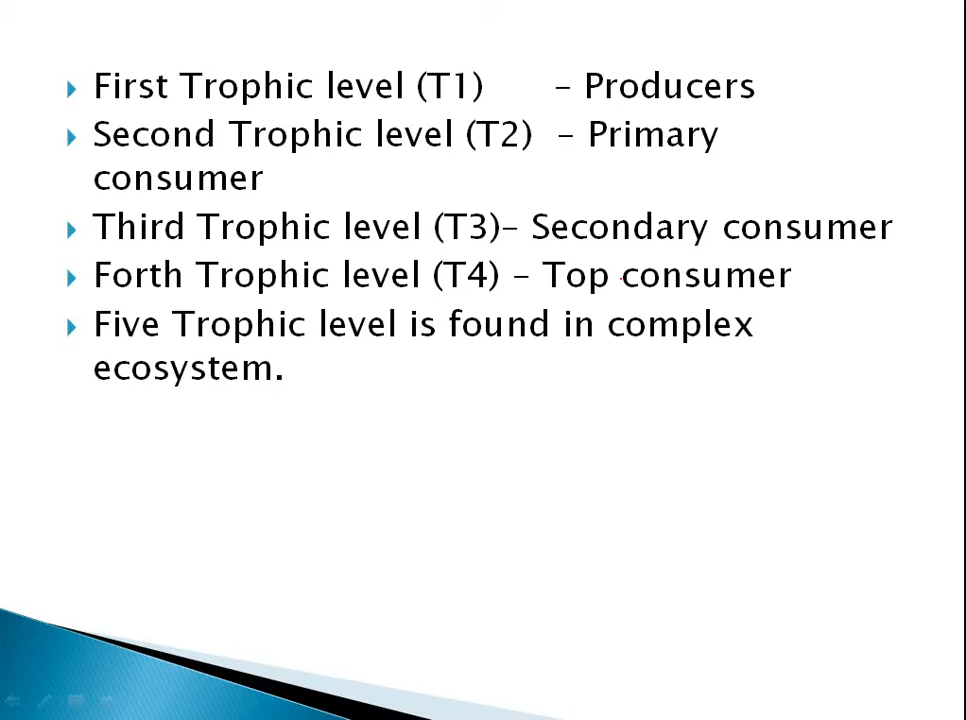 First Trophic level (T1) – Producers
Second Trophic level (T2) – Primary
consumer
Third Trophic level (T3)– Secondary consumer
Forth Trophic level (T4) – Top consumer
Five Trophic level is found in complex
ecosystem.